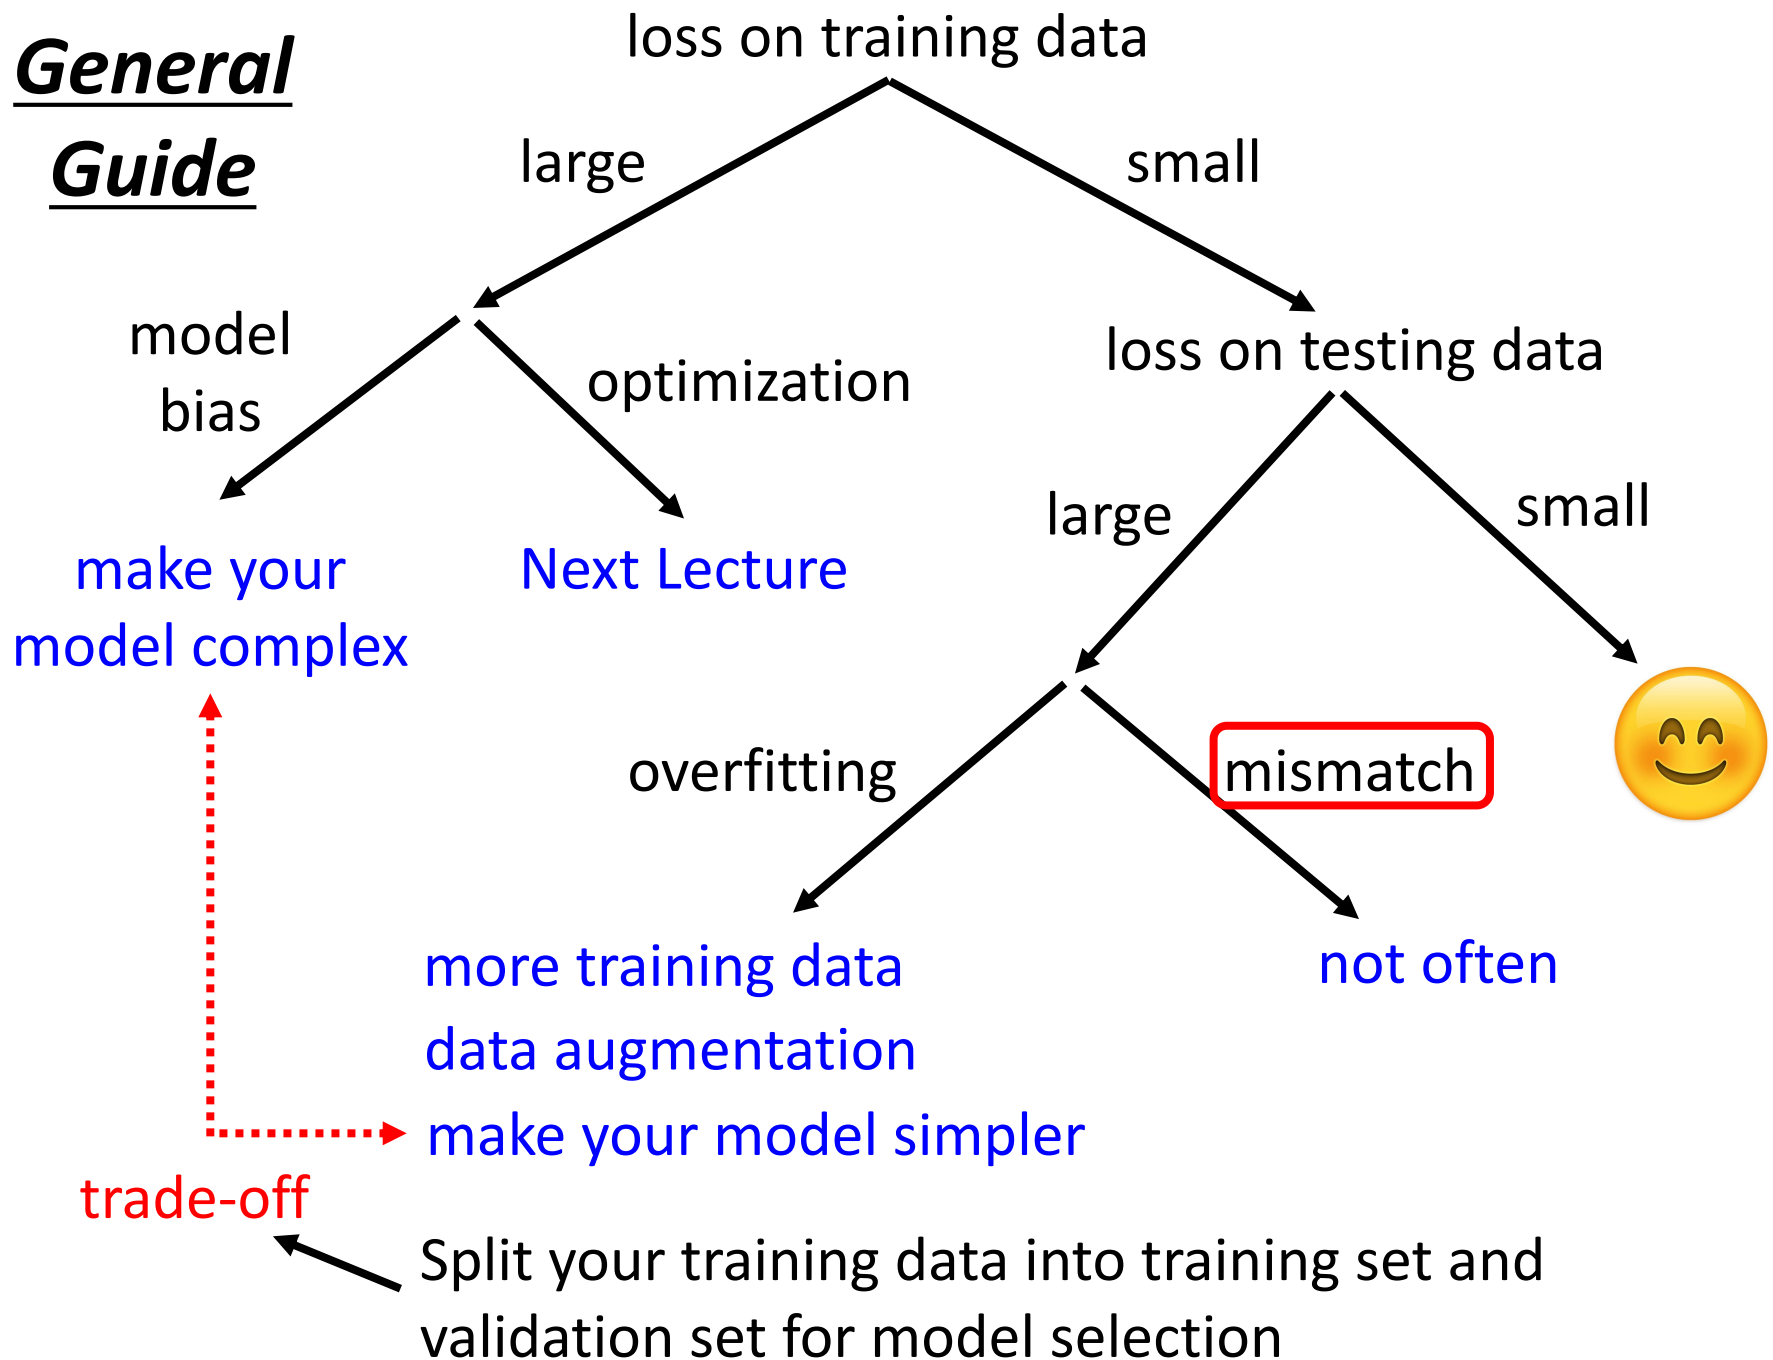 General
Guide
loss on training data
large
small
model
bias
optimization
loss on testing data
make your
model complex
Next Lecture
large
small
overfitting
mismatch
more training data
data augmentation
make your model simpler
not often
trade-off
Split your training data into training set and
validation set for model selection